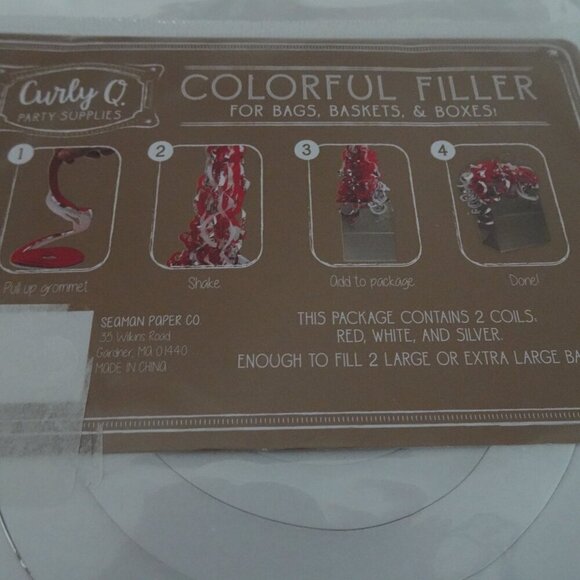 Curly Q.
PARTY SUPPLIES
COLORFUL FILLER
FOR BAGS, BASKETS, & BOXES!
1
2
3
4
Pull up grommet
Shake
Add to package
Done!
SEAMAN PAPER CO.
35 Wilkins Road
Gardner, MA 01440
MADE IN CHINA
THIS PACKAGE CONTAINS 2 COILS:
RED, WHITE, AND SILVER.
ENOUGH TO FILL 2 LARGE OR EXTRA LARGE BA